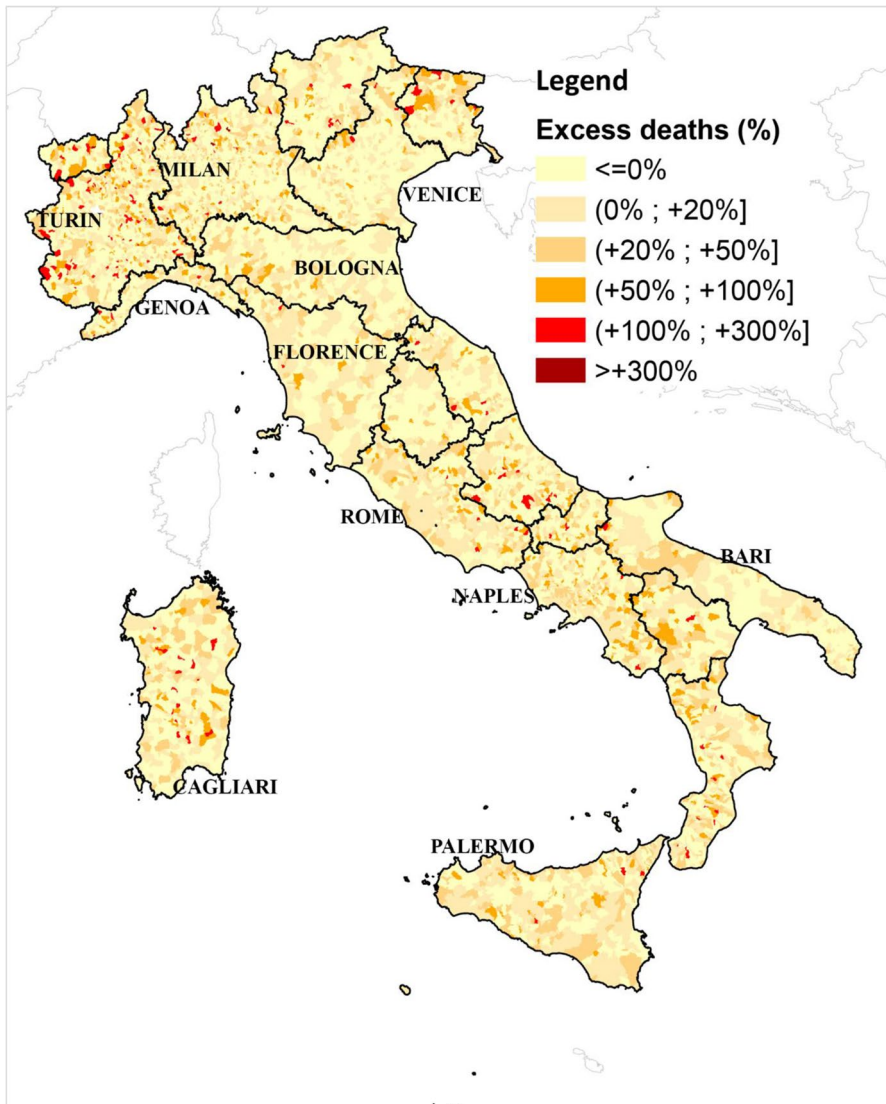 Legend
Excess deaths (%)
<=0%
(0% ; +20%]
(+20% ; +50%]
(+50% ; +100%]
(+100% ; +300%]
>+300%
MILAN
VENICE
TURIN
BOLOGNA
GENOA
FLORENCE
ROME
BARI
NAPLES
CAGLIARI
PALERMO